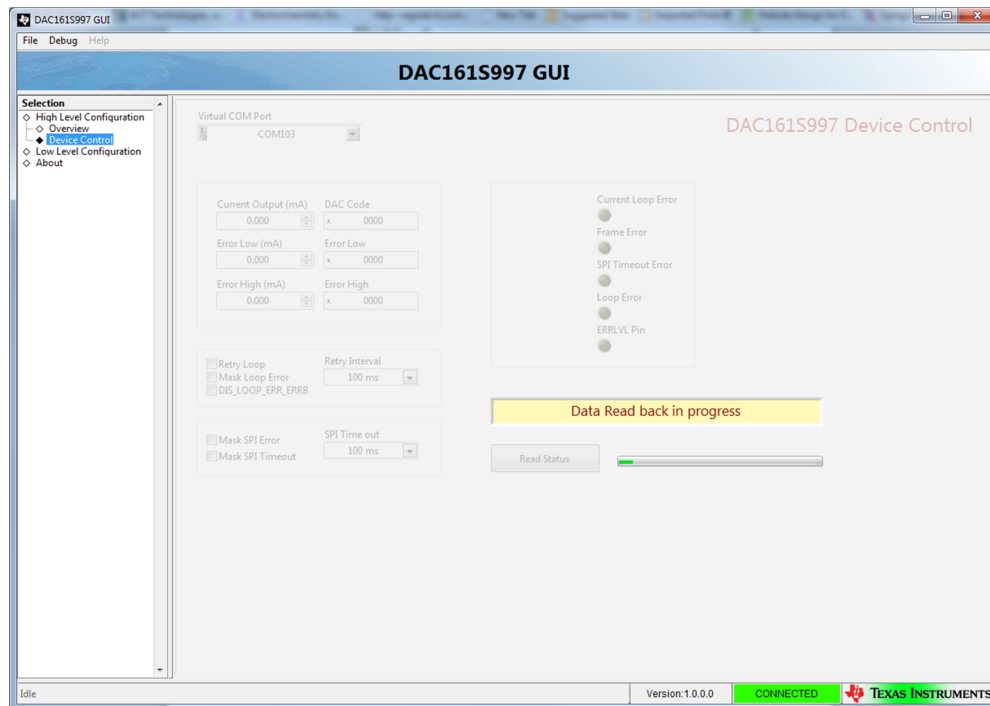 DAC161S997 GUI
File Debug Help
DAC161S997 GUI
Selection
High Level Configuration
Overview
Device Control
Low Level Configuration
About
Virtual COM Port
COM103
DAC161S997 Device Control
Current Output (mA) DAC Code
0.000 x 0000
Error Low (mA) Error Low
0.000 x 0000
Error High (mA) Error High
0.000 x 0000
Current Loop Error
Frame Error
SPI Timeout Error
Loop Error
ERRLVL Pin
Retry Loop
Mask Loop Error
DIS_LOOP_ERR_ERRB
Retry Interval
100 ms
Mask SPI Error
Mask SPI Timeout
SPI Time out
100 ms
Data Read back in progress
Read Status
Idle
Version:1.0.0.0
CONNECTED
TEXAS INSTRUMENTS